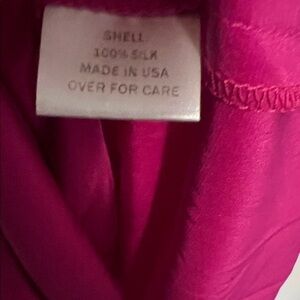 SHELL
100% SILK
MADE IN USA
OVER FOR CARE